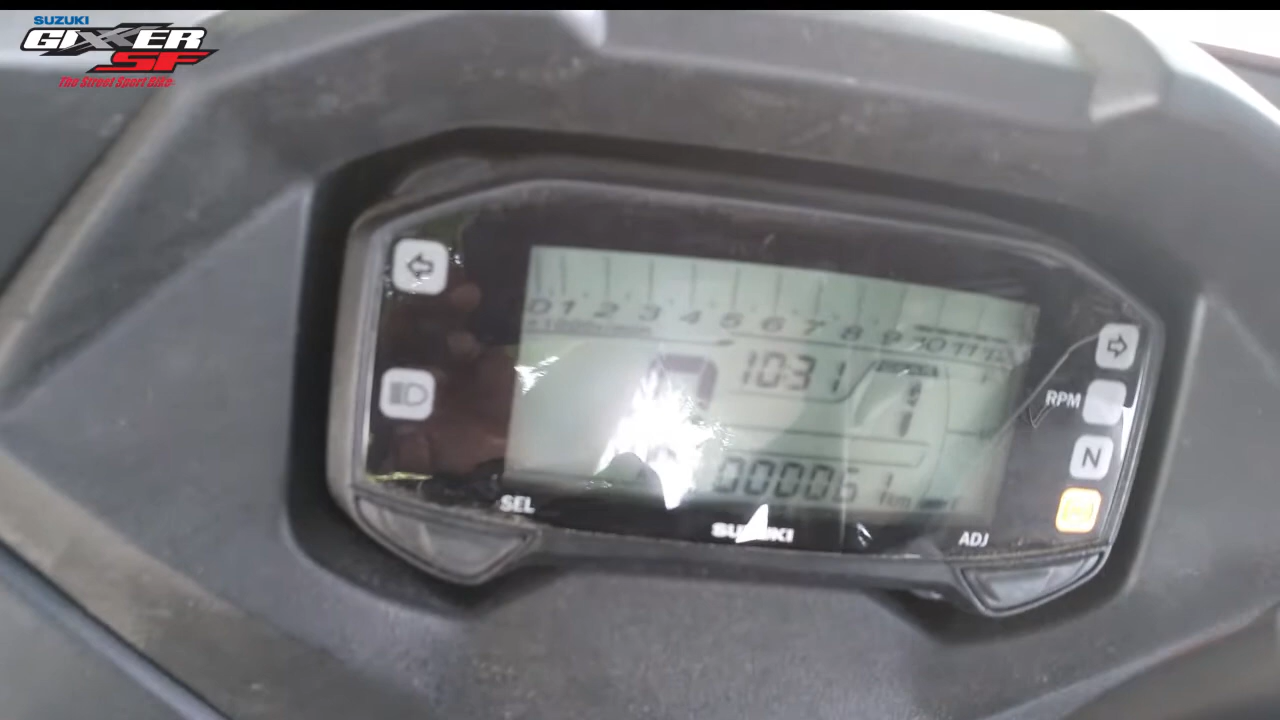 SUZUKI
GIXXER
SF
The Street Sport Bike
0 1 2 3 4 5 6 7 8 9 10 11 12
10:31
RPM
N
00006
km
SEL
SUZUKI
ADJ